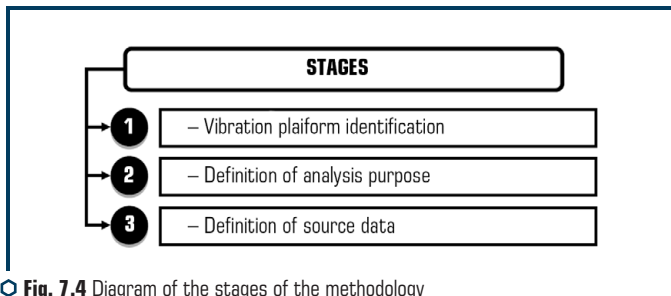 STAGES
1 – Vibration plaiform identification
2 – Definition of analysis purpose
3 – Definition of source data
Fig. 7.4 Diagram of the stages of the methodology